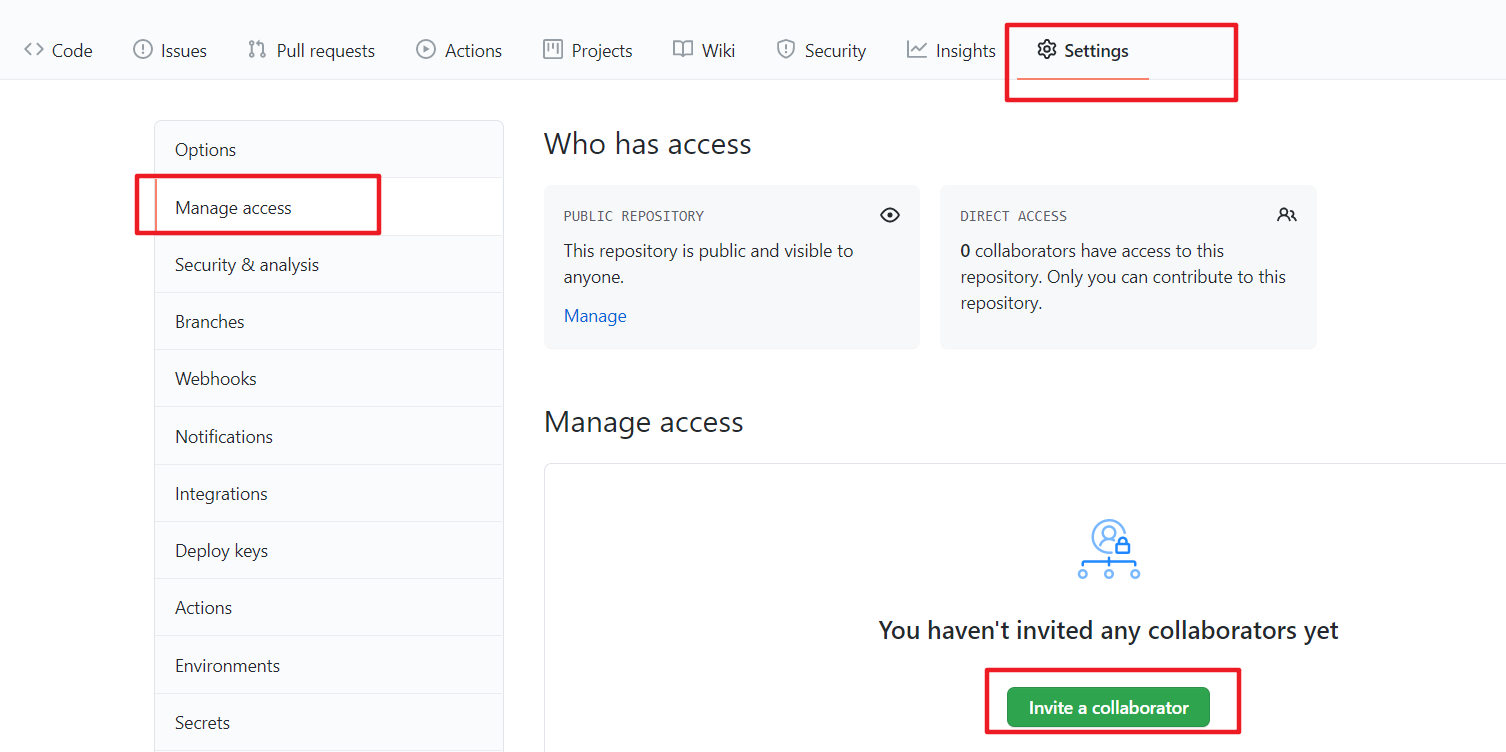 Code Issues Pull requests Actions Projects Wiki Security Insights Settings
Options
Manage access
Security & analysis
Branches
Webhooks
Notifications
Integrations
Deploy keys
Actions
Environments
Secrets
Who has access
PUBLIC REPOSITORY
This repository is public and visible to
anyone.
Manage
DIRECT ACCESS
0 collaborators have access to this
repository. Only you can contribute to this
repository.
Manage access
You haven't invited any collaborators yet
Invite a collaborator